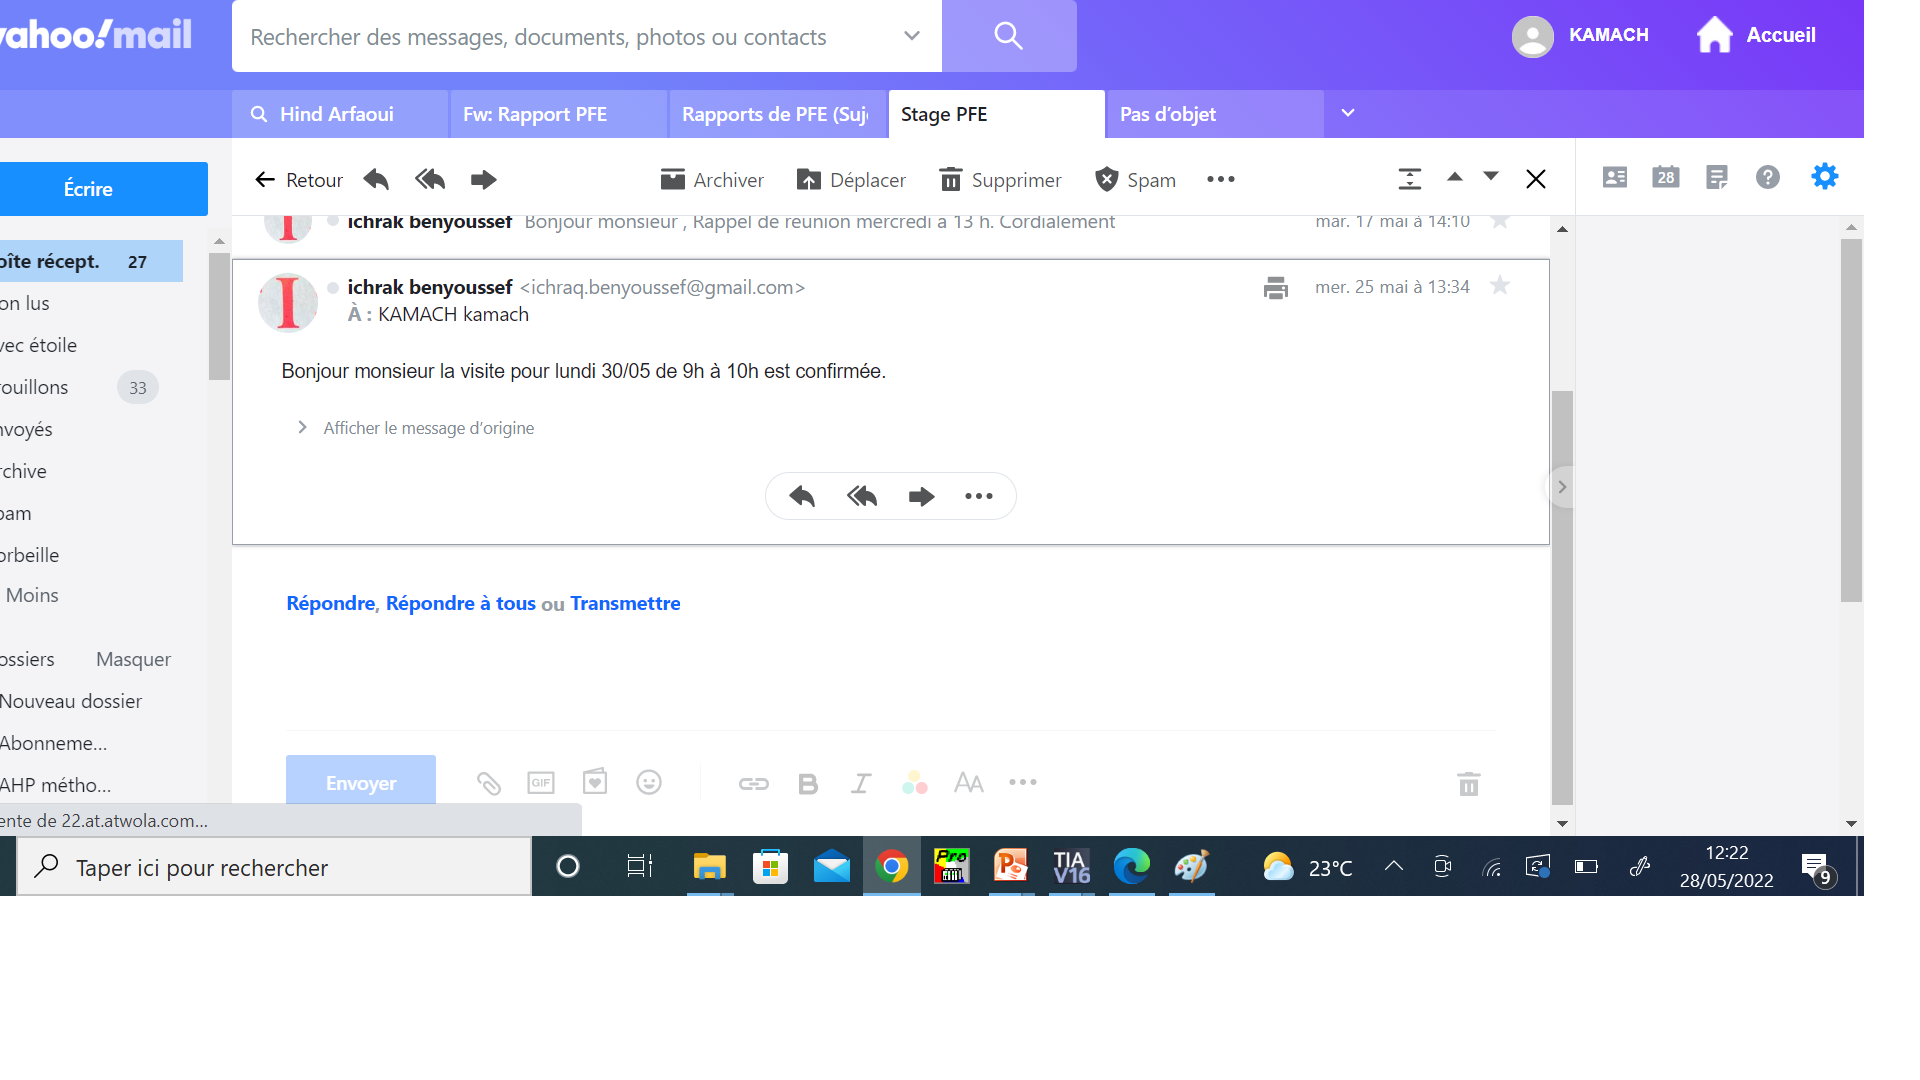 yahoo!mail
Rechercher des messages, documents, photos ou contacts
KAMACH
Accueil
Hind Arfaoui
Fw: Rapport PFE
Rapports de PFE (Suj
Stage PFE
Pas d'objet
Écrire
Retour
Archiver
Déplacer
Supprimer
Spam
28
ichrak benyoussef Bonjour monsieur , Rappel de réunion mercredi à 13 h. Cordialement mar. 17 mai à 14:10
oîte récept. 27
on lus
vec étoile
rouillons 33
nvoyés
rchive
pam
orbeille
Moins
ossiers Masquer
Nouveau dossier
Abonneme...
AHP métho...
ichrak benyoussef <ichraq.benyoussef@gmail.com> mer. 25 mai à 13:34
À : KAMACH kamach
Bonjour monsieur la visite pour lundi 30/05 de 9h à 10h est confirmée.
Afficher le message d'origine
Répondre, Répondre à tous ou Transmettre
Envoyer
GIF
AA
ente de 22.at.atwola.com...
Taper ici pour rechercher
Pro
TIA
V16
23°C
12:22
28/05/2022
9